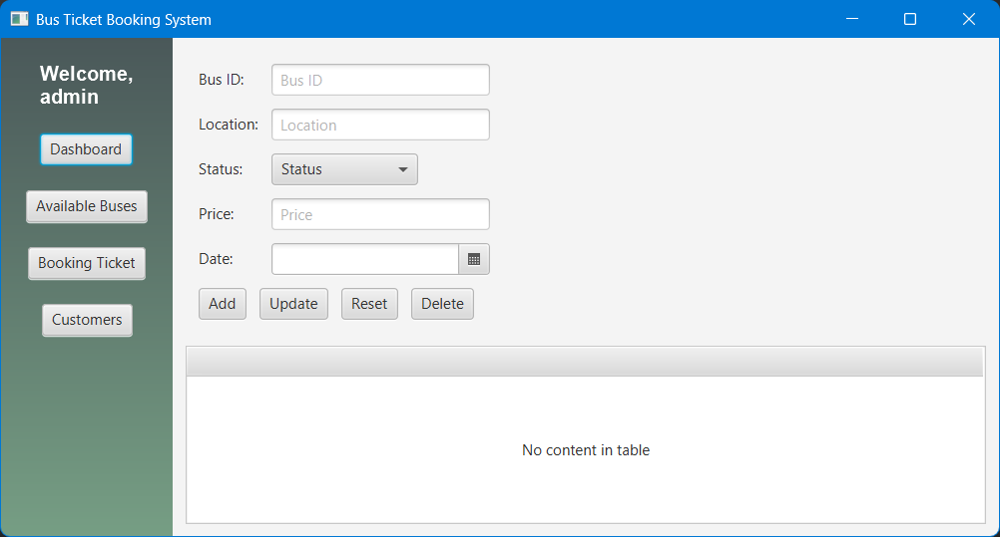 Bus Ticket Booking System
Welcome,
admin
Dashboard
Available Buses
Booking Ticket
Customers
Bus ID: Bus ID
Location: Location
Status: Status
Price: Price
Date:
Add Update Reset Delete
No content in table